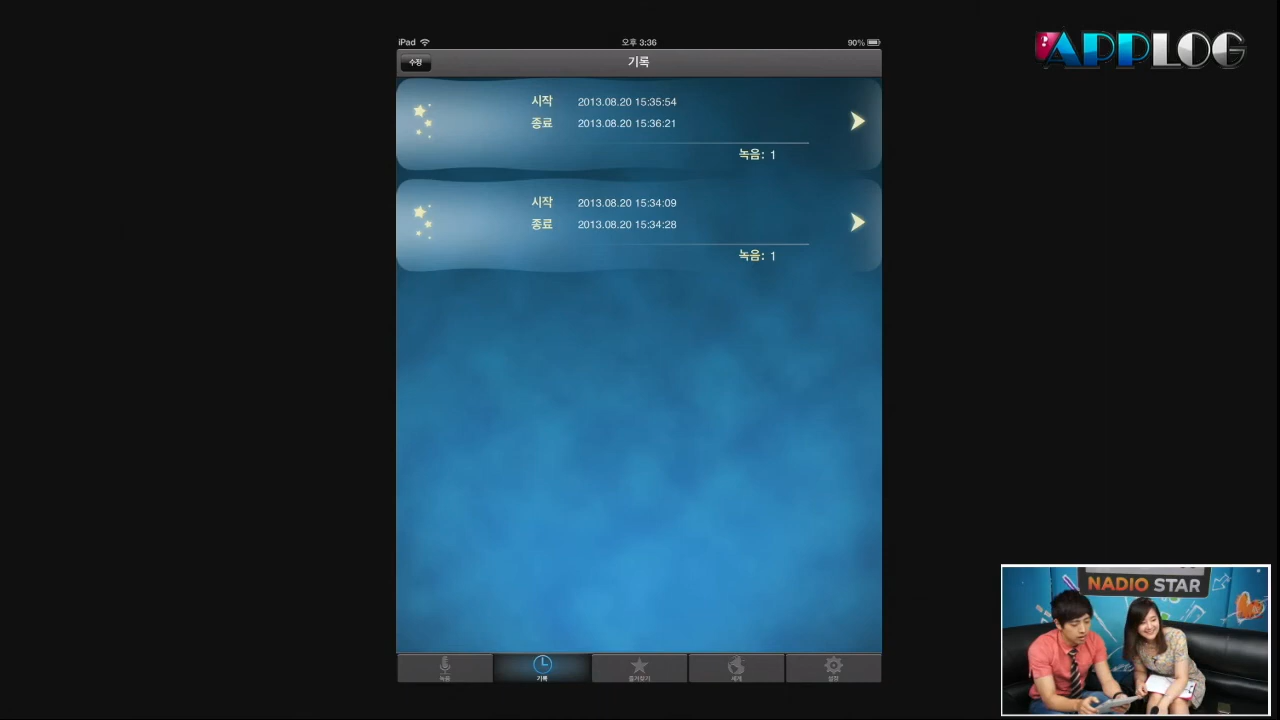 iPad
오후 3:36
90%
수정
기록
시작 2013.08.20 15:35:54
종료 2013.08.20 15:36:21
녹음: 1
시작 2013.08.20 15:34:09
종료 2013.08.20 15:34:28
녹음: 1
녹음
기록
즐겨찾기
세계
설정
?APPLOG
NADIO STAR